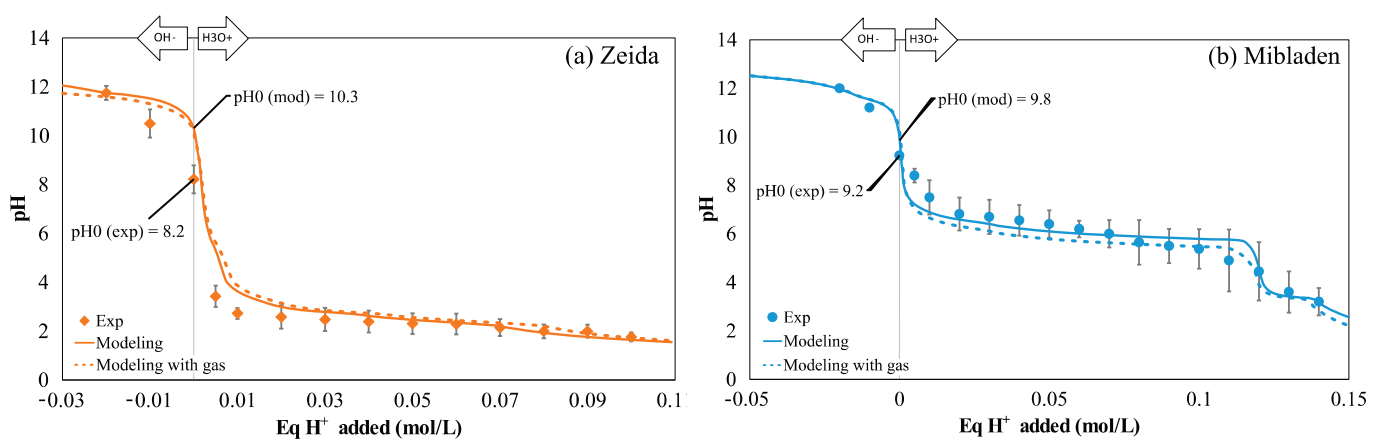 OH-
H3O+
(a) Zeida
14
12
10
8
6
4
2
0
pH
pH0 (mod) = 10.3
pH0 (exp) = 8.2
Exp
Modeling
Modeling with gas
-0.03
-0.01
0.01
0.03
0.05
0.07
0.09
0.1
Eq H+ added (mol/L)
OH-
H3O+
(b) Mibladen
14
12
10
8
6
4
2
0
pH
pH0 (mod) = 9.8
pH0 (exp) = 9.2
Exp
Modeling
Modeling with gas
-0.05
0
0.05
0.1
0.15
Eq H+ added (mol/L)